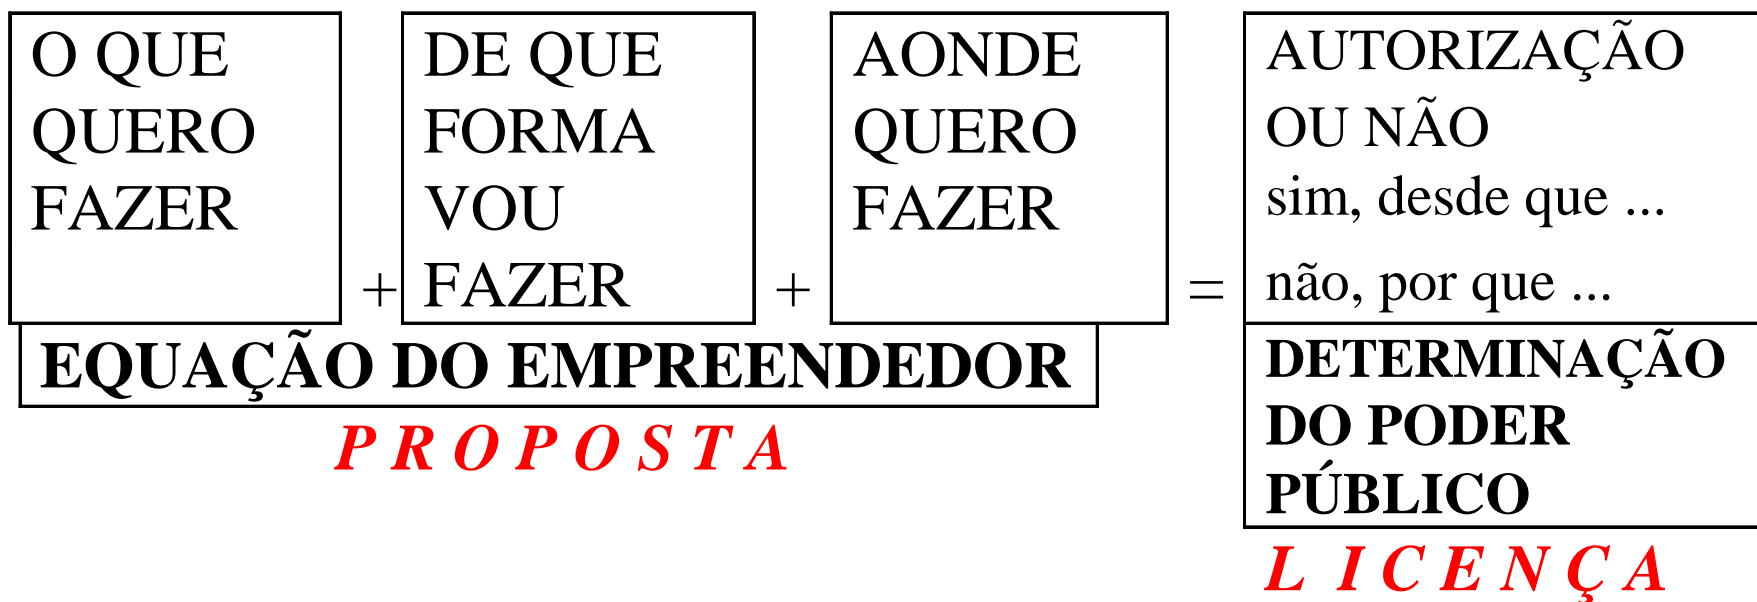 O QUE
QUERO
FAZER
+
DE QUE
FORMA
VOU
FAZER
+
AONDE
QUERO
FAZER
=
AUTORIZAÇÃO
OU NÃO
sim, desde que ...
não, por que ...
EQUAÇÃO DO EMPREENDEDOR
P R O P O S T A
DETERMINAÇÃO
DO PODER
PÚBLICO
L I C E N Ç A